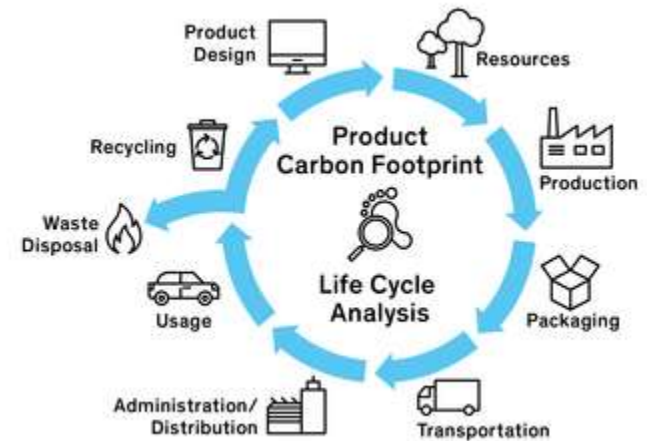 Product
Design
Resources
Production
Packaging
Transportation
Administration/
Distribution
Usage
Waste
Disposal
Recycling
Product
Carbon Footprint
Life Cycle
Analysis